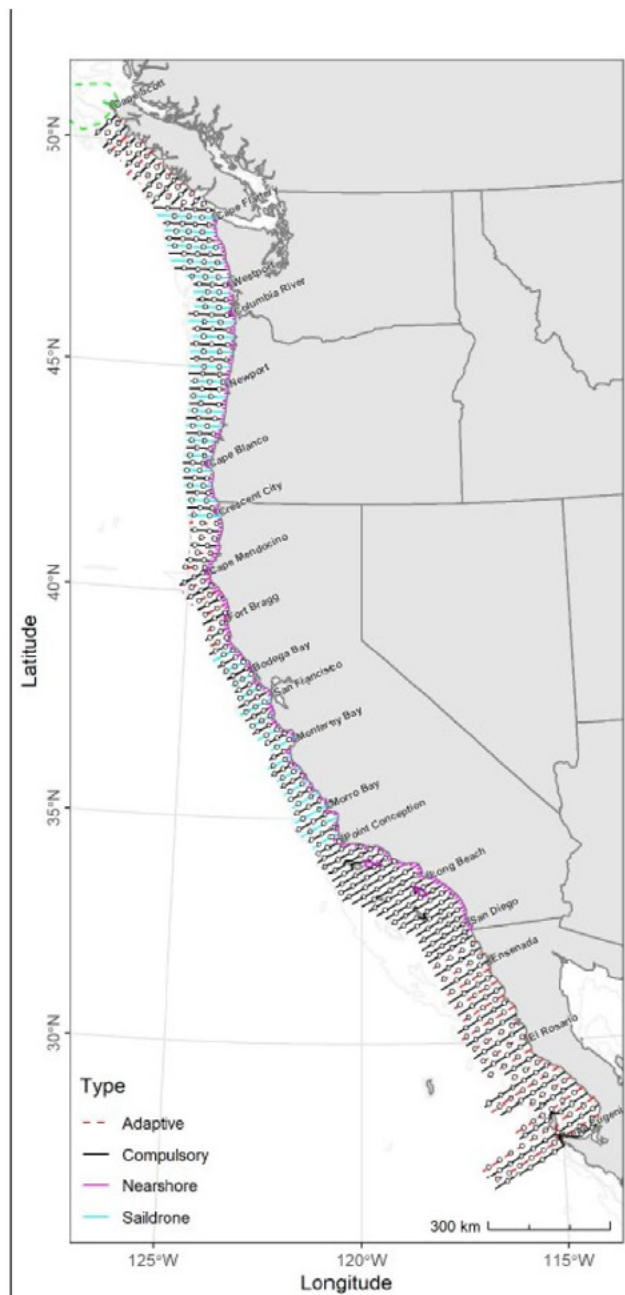 Cape Scott
50°N
Cape Flattery
Westport
Columbia River
45°N
Newport
Cape Blanco
Crescent City
40°N
Cape Mendocino
Fort Bragg
Bodega Bay
San Francisco
Monterey Bay
Latitude
35°N
Morro Bay
Point Conception
Long Beach
San Diego
Ensenada
30°N
El Rosario
Type
Adaptive
Compulsory
Nearshore
Saildrone
300 km
125°W
120°W
115°W
Longitude